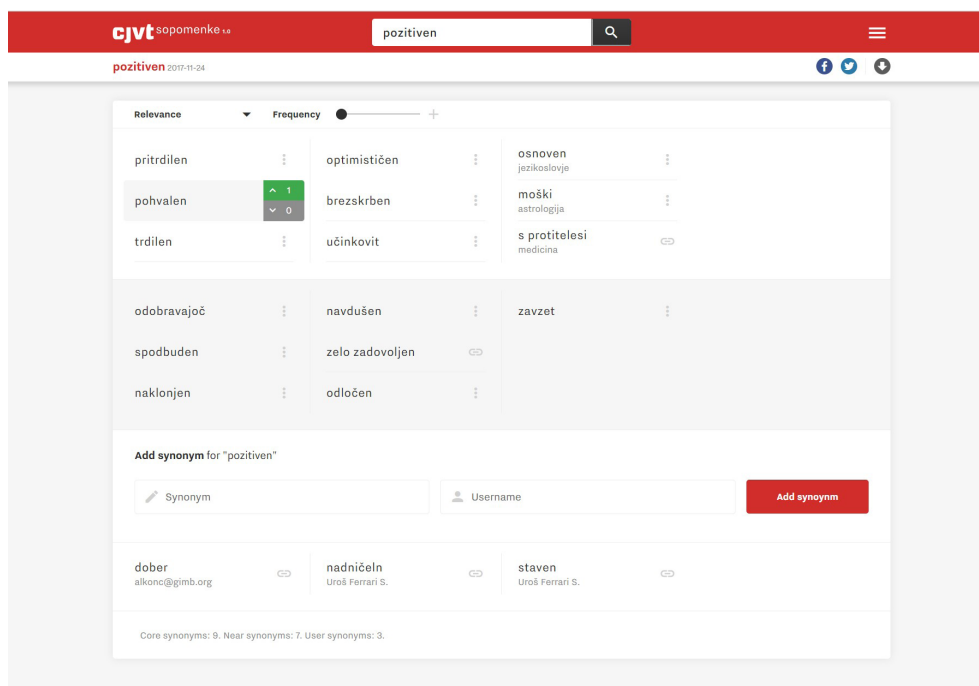 cjvt sopomenke 1.0
pozitiven
pozitiven 2017-11-24
Relevance Frequency
pritrdilen optimističen osnoven
jezikoslovje
pohvalen 1 0 brezskrben moški
astrologija
trdilen učinkovit s protitelesi
medicina
odobravajoč navdušen zavzet
spodbuden zelo zadovoljen
naklonjen odločen
Add synonym for "pozitiven"
Synonym Username Add synoynm
dober nadničeln staven
alkonc@gimb.org Uroš Ferrari S. Uroš Ferrari S.
Core synonyms: 9. Near synonyms: 7. User synonyms: 3.